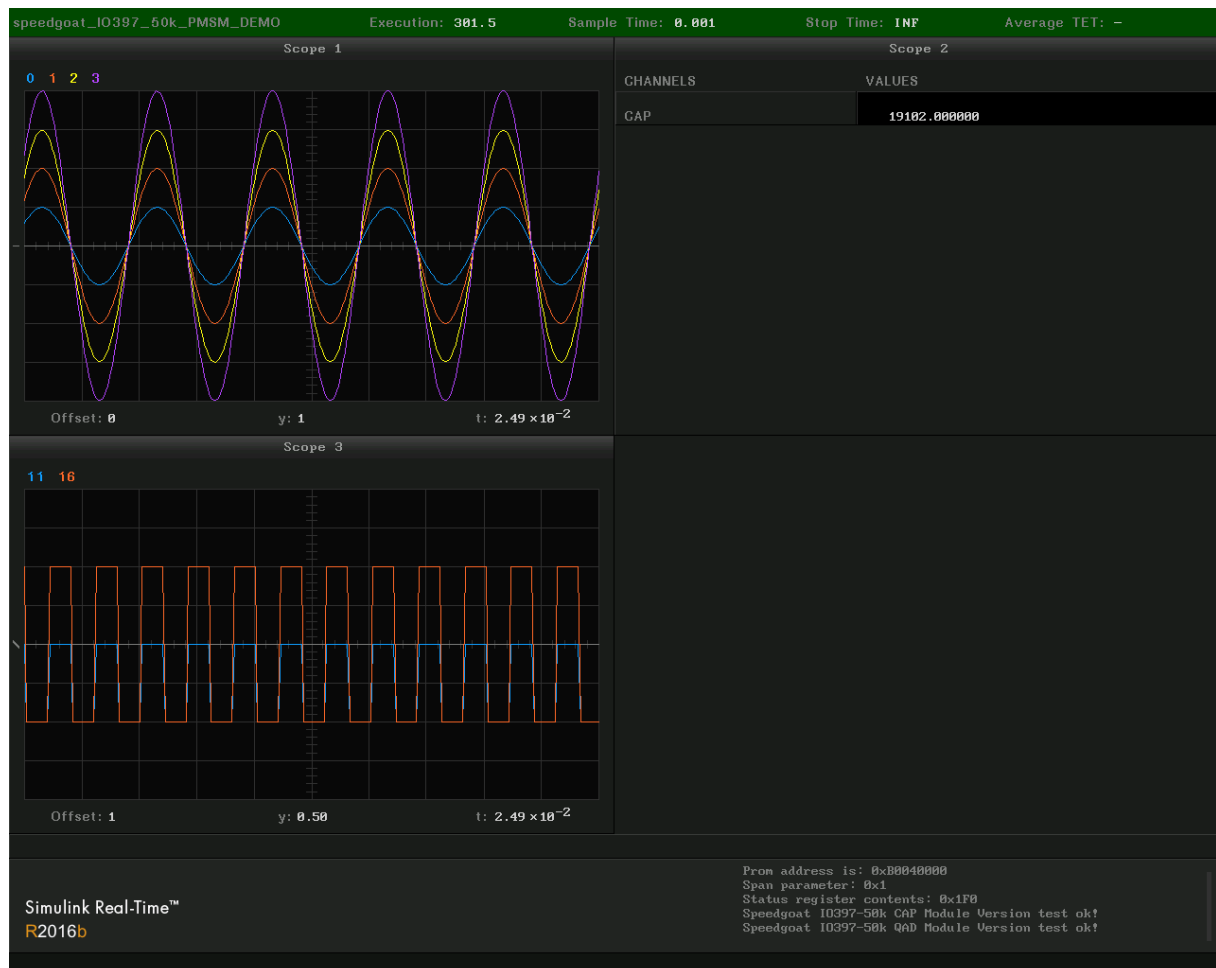 speedgoat_IO397_50k_PMSM_DEMO Execution: 301.5 Sample Time: 0.001 Stop Time: INF Average TET: –
Scope 1
0 1 2 3
Offset: 0 y: 1 t: 2.49×10⁻²
Scope 2
CHANNELS VALUES
CAP 19102.000000
Scope 3
11 16
Offset: 1 y: 0.50 t: 2.49×10⁻²
Simulink Real-Time™
R2016b
Prom address is: 0xB0040000
Span parameter: 0x1
Status register contents: 0x1F0
Speedgoat IO397-50k CAP Module Version test ok!
Speedgoat IO397-50k QAD Module Version test ok!